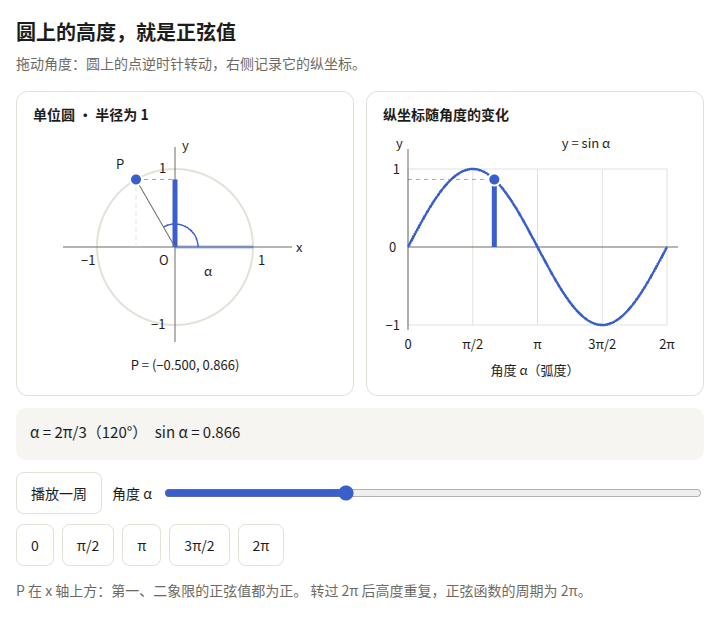 圆上的高度，就是正弦值
拖动角度：圆上的点逆时针转动，右侧记录它的纵坐标。
单位圆 · 半径为 1
y
P
1
−1
O
1
x
α
−1
P = (−0.500, 0.866)
纵坐标随角度的变化
y
y = sin α
1
0
−1
0
π/2
π
3π/2
2π
角度 α（弧度）
α = 2π/3（120°） sin α = 0.866
播放一周
角度 α
0
π/2
π
3π/2
2π
P 在 x 轴上方：第一、二象限的正弦值都为正。 转过 2π 后高度重复，正弦函数的周期为 2π。